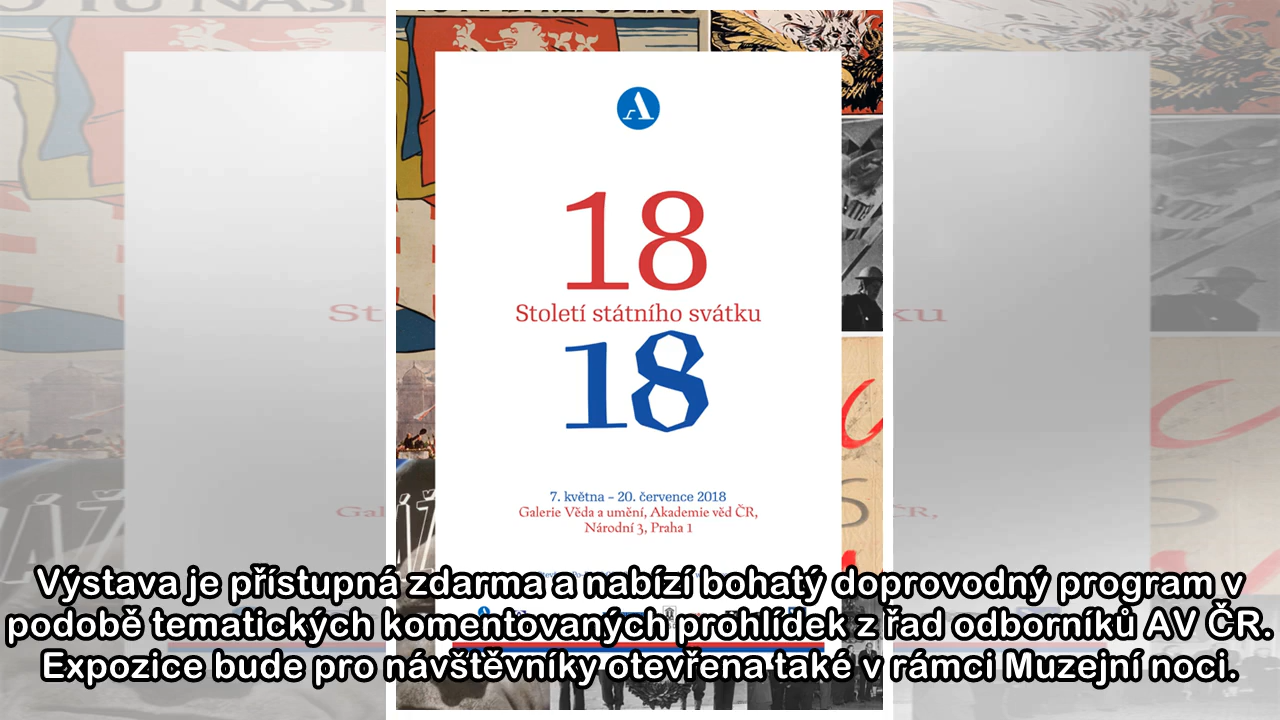 A
18
Století státního svátku
18
7. května – 20. července 2018
Galerie Věda a umění, Akademie věd ČR,
Národní 3, Praha 1
Výstava je přístupná zdarma a nabízí bohatý doprovodný program v
podobě tematických komentovaných prohlídek z řad odborníků AV ČR.
Expozice bude pro návštěvníky otevřena také v rámci Muzejní noci.